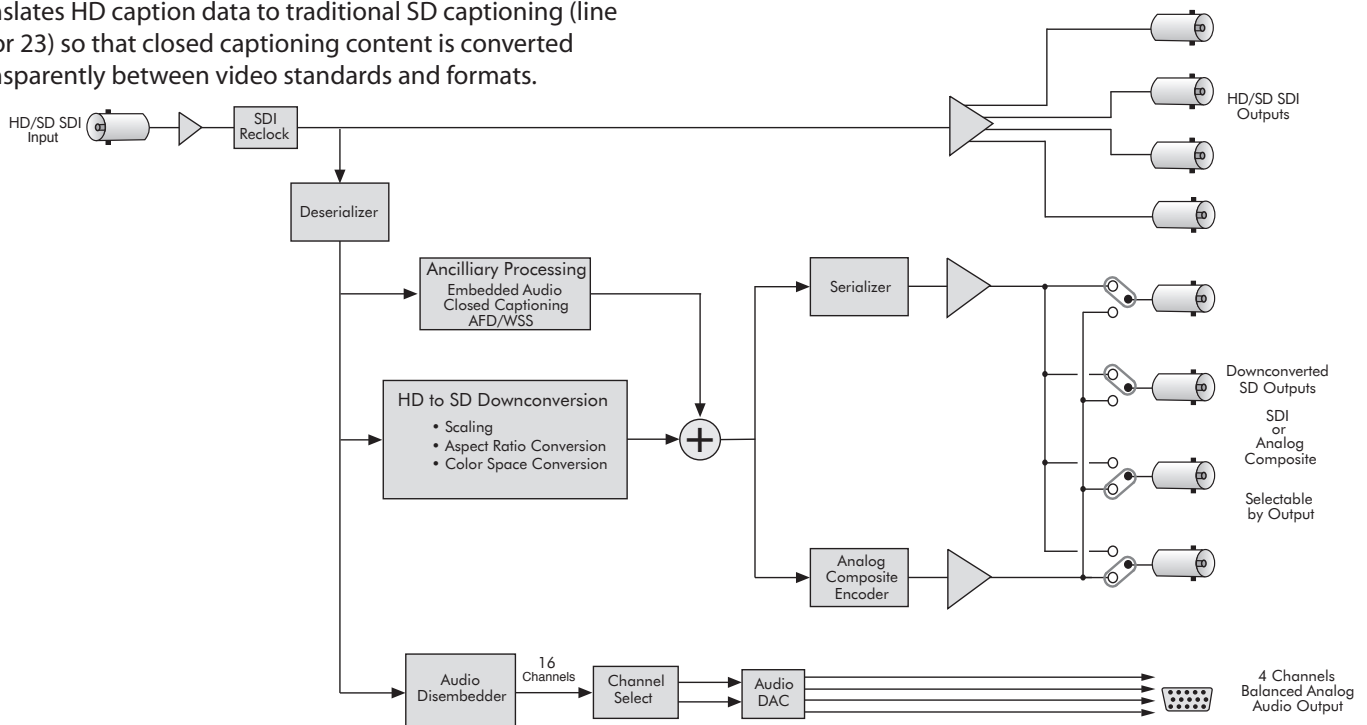 nslates HD caption data to traditional SD captioning (line
or 23) so that closed captioning content is converted
nsparently between video standards and formats.
HD/SD SDI
Input
SDI
Reclock
HD/SD SDI
Outputs
Deserializer
Ancilliary Processing
Embedded Audio
Closed Captioning
AFD/WSS
Serializer
HD to SD Downconversion
• Scaling
• Aspect Ratio Conversion
• Color Space Conversion
+
Downconverted
SD Outputs
SDI
or
Analog
Composite
Selectable
by Output
Analog
Composite
Encoder
Audio
Disembedder
16
Channels
Channel
Select
Audio
DAC
4 Channels
Balanced Analog
Audio Output